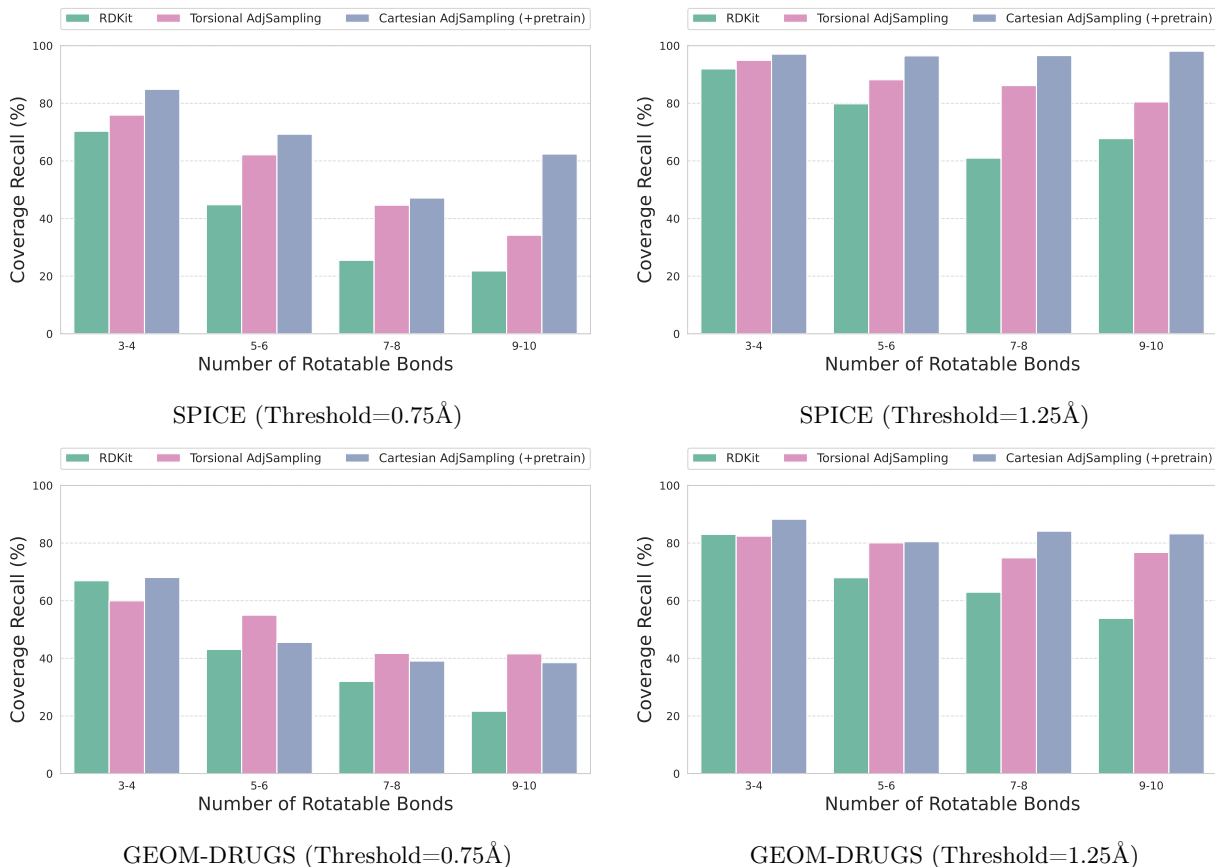 RDKit Torsional AdjSampling Cartesian AdjSampling (+pretrain)
100
80
60
40
20
0
Coverage Recall (%)
3-4 5-6 7-8 9-10
Number of Rotatable Bonds
SPICE (Threshold=0.75Å)
RDKit Torsional AdjSampling Cartesian AdjSampling (+pretrain)
100
80
60
40
20
0
Coverage Recall (%)
3-4 5-6 7-8 9-10
Number of Rotatable Bonds
SPICE (Threshold=1.25Å)
RDKit Torsional AdjSampling Cartesian AdjSampling (+pretrain)
100
80
60
40
20
0
Coverage Recall (%)
3-4 5-6 7-8 9-10
Number of Rotatable Bonds
GEOM-DRUGS (Threshold=0.75Å)
RDKit Torsional AdjSampling Cartesian AdjSampling (+pretrain)
100
80
60
40
20
0
Coverage Recall (%)
3-4 5-6 7-8 9-10
Number of Rotatable Bonds
GEOM-DRUGS (Threshold=1.25Å)